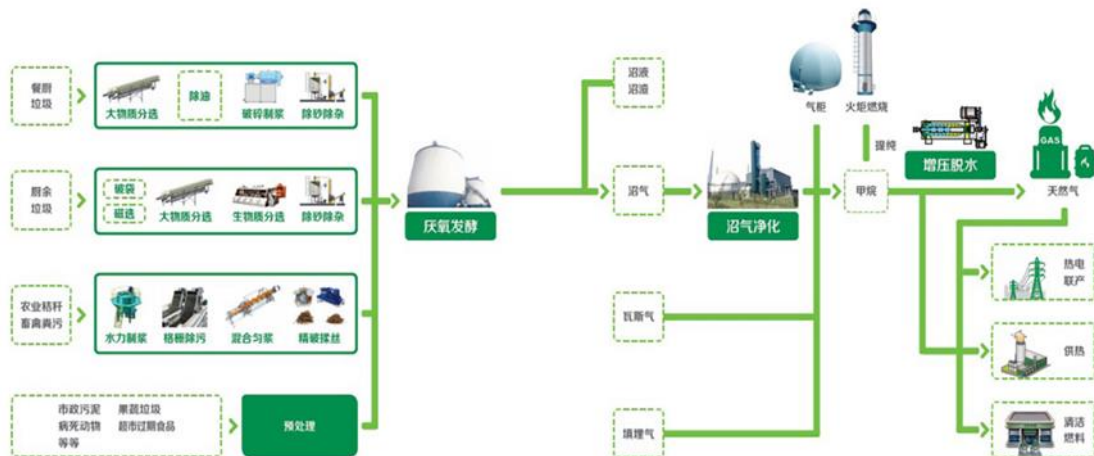 餐厨
垃圾
大物质分选
除油
破碎制浆
除砂除杂
厨余
垃圾
破袋
磁选
大物质分选
生物质分选
除砂除杂
农业秸秆
畜禽粪污
水力制浆
格栅除污
混合匀浆
精破揉丝
市政污泥 果蔬垃圾
病死动物 超市过期食品
等等
预处理
厌氧发酵
沼液
沼渣
沼气
沼气净化
瓦斯气
填埋气
气柜
火炬燃烧
提纯
甲烷
增压脱水
GAS
天然气
热电
联产
供热
清洁
燃料